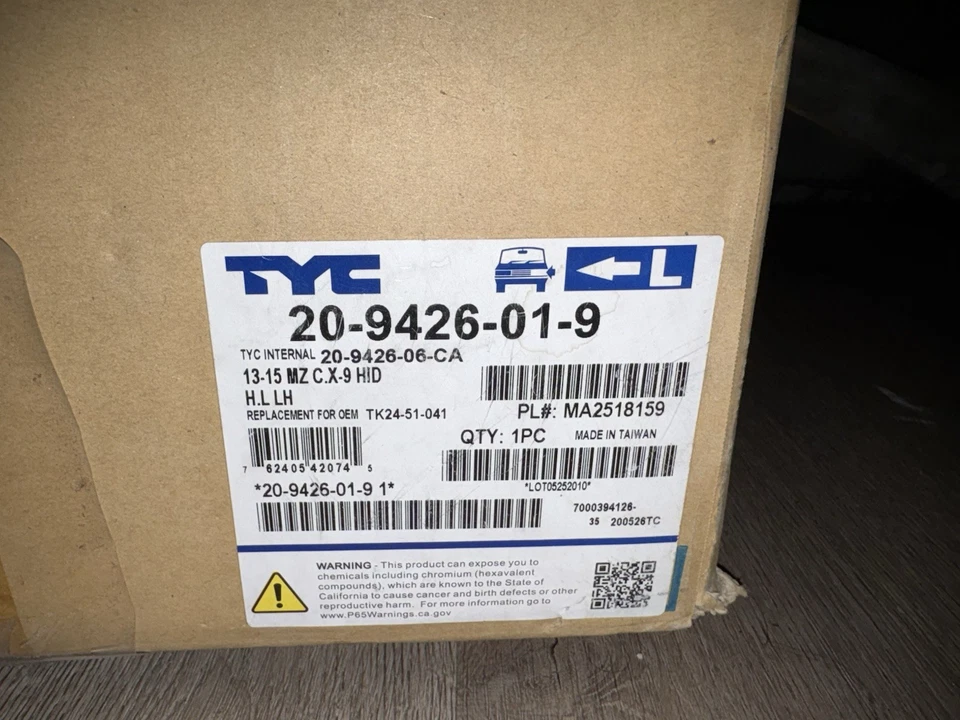 TYC
L
20-9426-01-9
TYC INTERNAL 20-9426-06-CA
13-15 MZ C.X-9 HID
H.L LH
REPLACEMENT FOR OEM TK24-51-041
PL#: MA2518159
QTY: 1PC MADE IN TAIWAN
7 62405 42074 5
*LOT05252010*
*20-9426-01-9 1*
7000394126-
35 200526TC
WARNING - This product can expose you to
chemicals including chromium (hexavalent
compounds), which are known to the State of
California to cause cancer and birth defects or other
reproductive harm. For more information go to
www.P65Warnings.ca.gov